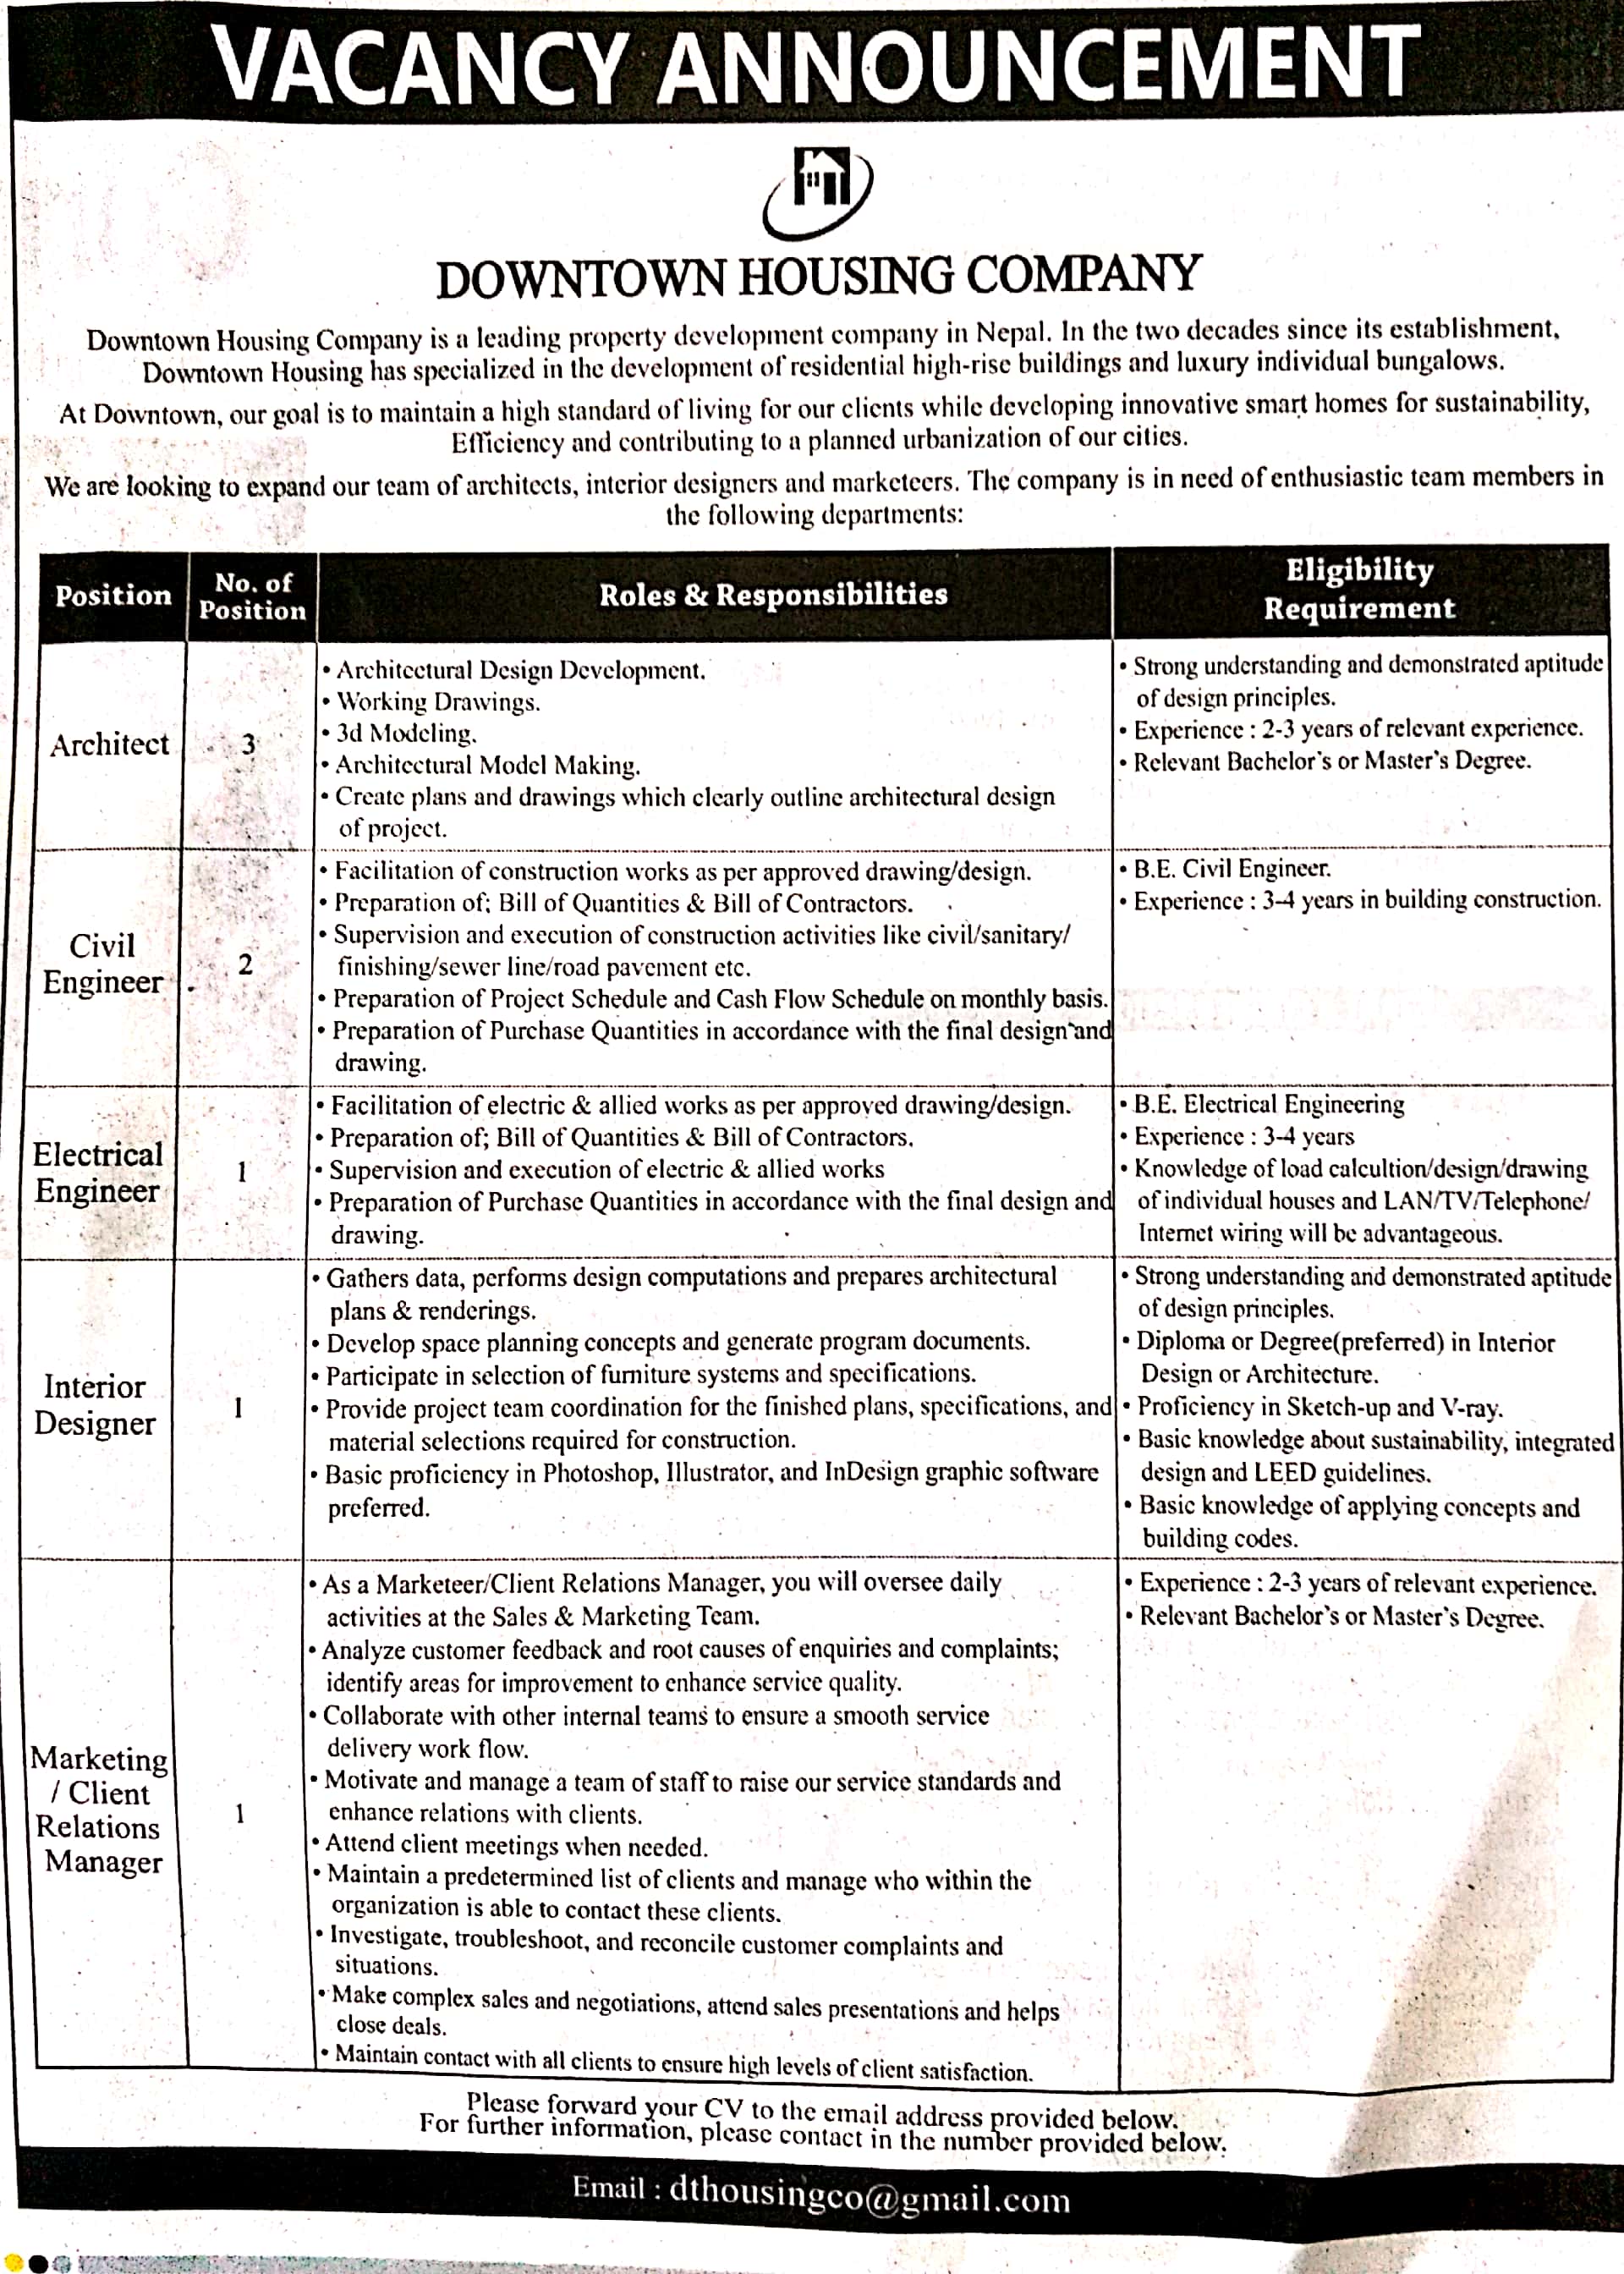 VACANCY ANNOUNCEMENT
DOWNTOWN HOUSING COMPANY
Downtown Housing Company is a leading property development company in Nepal. In the two decades since its establishment,
Downtown Housing has specialized in the development of residential high-rise buildings and luxury individual bungalows.
At Downtown, our goal is to maintain a high standard of living for our clients while developing innovative smart homes for sustainability,
Efficiency and contributing to a planned urbanization of our cities.
We are looking to expand our team of architects, interior designers and marketeers. The company is in need of enthusiastic team members in
the following departments:
Position
No. of
Position
Roles & Responsibilities
Eligibility
Requirement
Architect
3
• Architectural Design Development.
• Working Drawings.
• 3d Modeling.
• Architectural Model Making.
• Create plans and drawings which clearly outline architectural design
of project.
• Strong understanding and demonstrated aptitude
of design principles.
• Experience : 2-3 years of relevant experience.
• Relevant Bachelor's or Master's Degree.
Civil
Engineer
2
• Facilitation of construction works as per approved drawing/design.
• Preparation of; Bill of Quantities & Bill of Contractors.
• Supervision and execution of construction activities like civil/sanitary/
finishing/sewer line/road pavement etc.
• Preparation of Project Schedule and Cash Flow Schedule on monthly basis.
• Preparation of Purchase Quantities in accordance with the final design and
drawing.
• B.E. Civil Engineer.
• Experience : 3-4 years in building construction.
Electrical
Engineer
1
• Facilitation of electric & allied works as per approved drawing/design.
• Preparation of; Bill of Quantities & Bill of Contractors.
• Supervision and execution of electric & allied works
• Preparation of Purchase Quantities in accordance with the final design and
drawing.
• B.E. Electrical Engineering
• Experience : 3-4 years
• Knowledge of load calcultion/design/drawing
of individual houses and LAN/TV/Telephone/
Internet wiring will be advantageous.
Interior
Designer
1
• Gathers data, performs design computations and prepares architectural
plans & renderings.
• Develop space planning concepts and generate program documents.
• Participate in selection of furniture systems and specifications.
• Provide project team coordination for the finished plans, specifications, and
material selections required for construction.
• Basic proficiency in Photoshop, Illustrator, and InDesign graphic software
preferred.
• Strong understanding and demonstrated aptitude
of design principles.
• Diploma or Degree(preferred) in Interior
Design or Architecture.
• Proficiency in Sketch-up and V-ray.
• Basic knowledge about sustainability, integrated
design and LEED guidelines.
• Basic knowledge of applying concepts and
building codes.
Marketing
/ Client
Relations
Manager
1
• As a Marketeer/Client Relations Manager, you will oversee daily
activities at the Sales & Marketing Team.
• Analyze customer feedback and root causes of enquiries and complaints;
identify areas for improvement to enhance service quality.
• Collaborate with other internal teams to ensure a smooth service
delivery work flow.
• Motivate and manage a team of staff to raise our service standards and
enhance relations with clients.
• Attend client meetings when needed.
• Maintain a predetermined list of clients and manage who within the
organization is able to contact these clients.
• Investigate, troubleshoot, and reconcile customer complaints and
situations.
• Make complex sales and negotiations, attend sales presentations and helps
close deals.
• Maintain contact with all clients to ensure high levels of client satisfaction.
• Experience : 2-3 years of relevant experience.
• Relevant Bachelor's or Master's Degree.
Please forward your CV to the email address provided below.
For further information, please contact in the number provided below.
Email : dthousingco@gmail.com